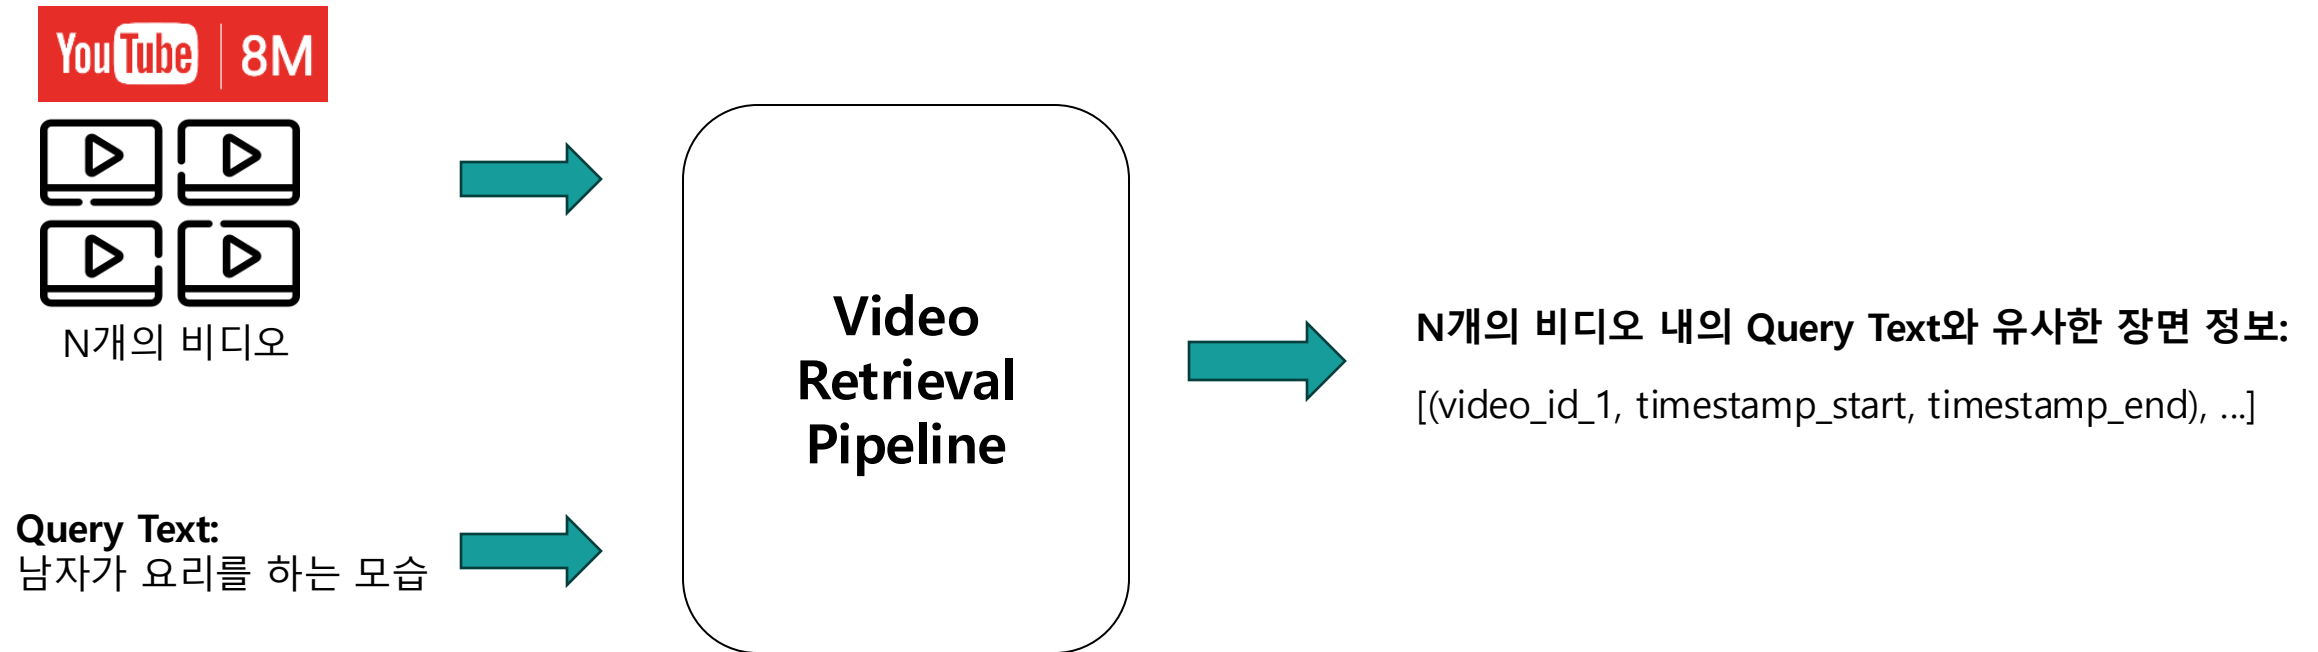 YouTube 8M
N개의 비디오
Query Text:
남자가 요리를 하는 모습
Video
Retrieval
Pipeline
N개의 비디오 내의 Query Text와 유사한 장면 정보:
[(video_id_1, timestamp_start, timestamp_end), ...]